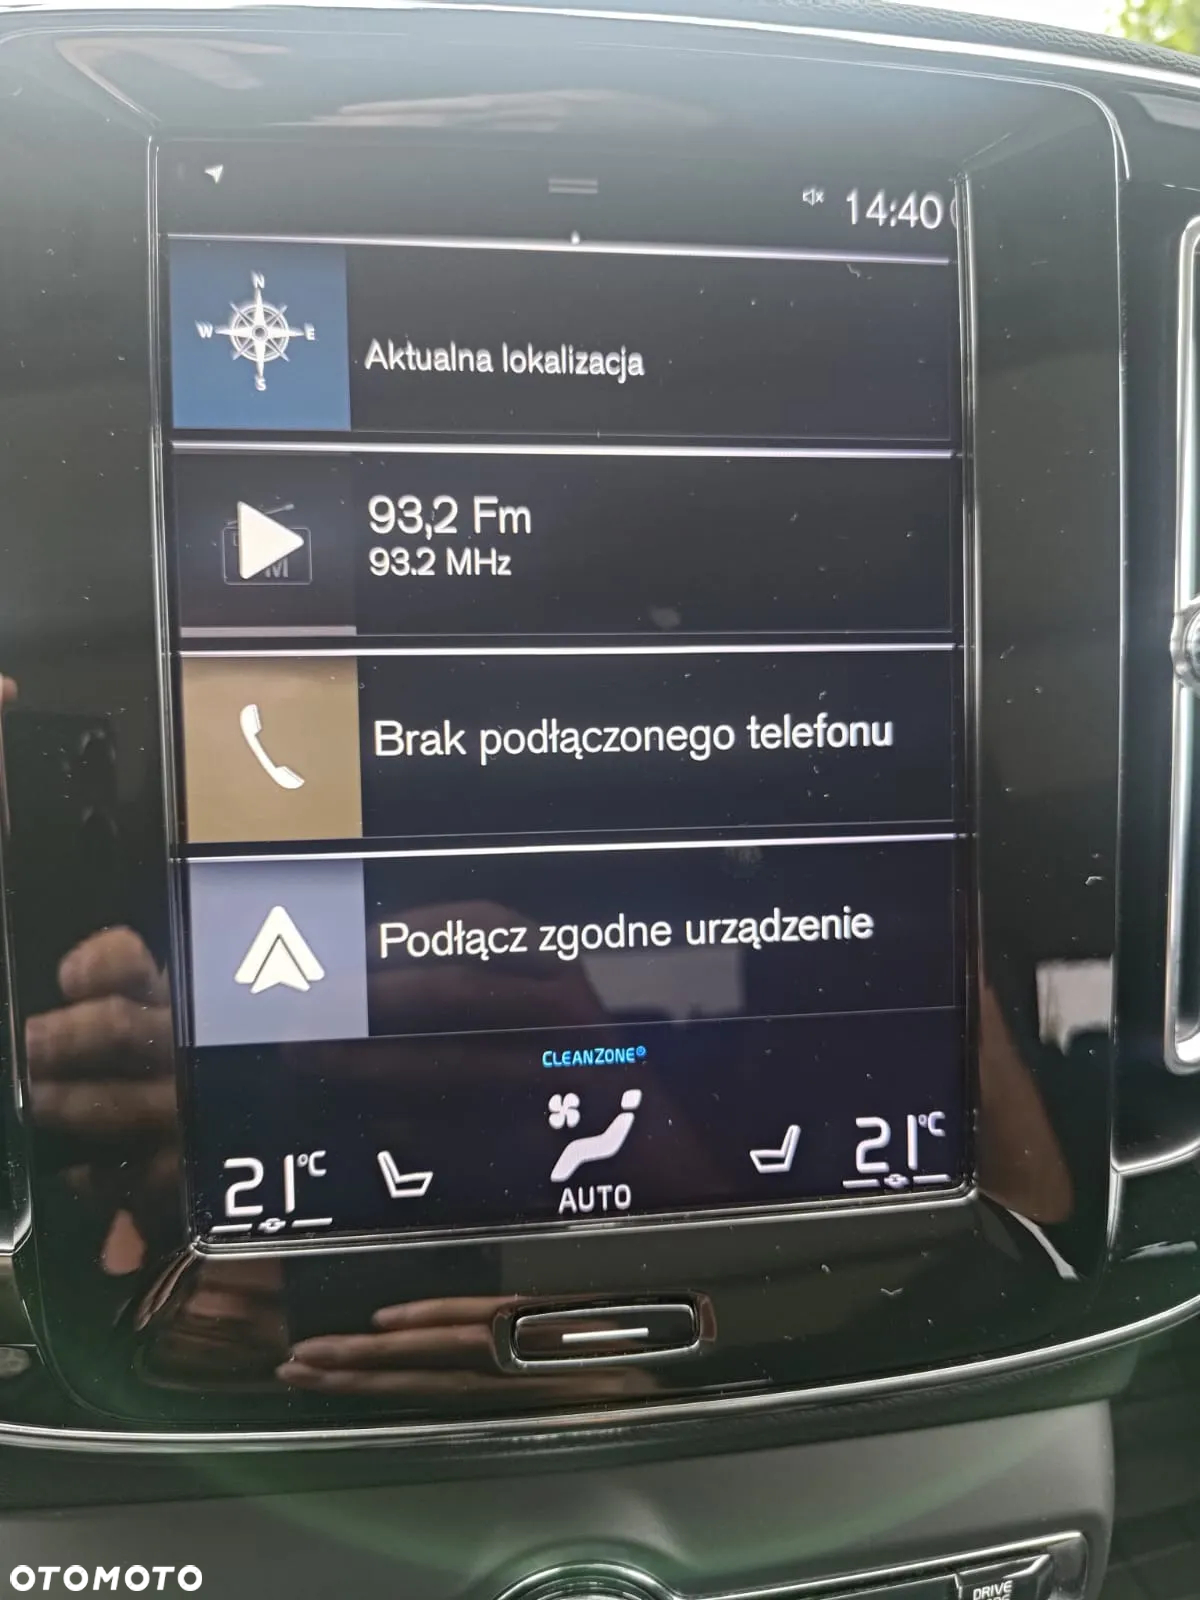 14:40
N
W E
S
Aktualna lokalizacja
93,2 Fm
93.2 MHz
M
Brak podłączonego telefonu
Podłącz zgodne urządzenie
CLEANZONE®
21°C
21°C
AUTO
OTOMOTO
DRIVE